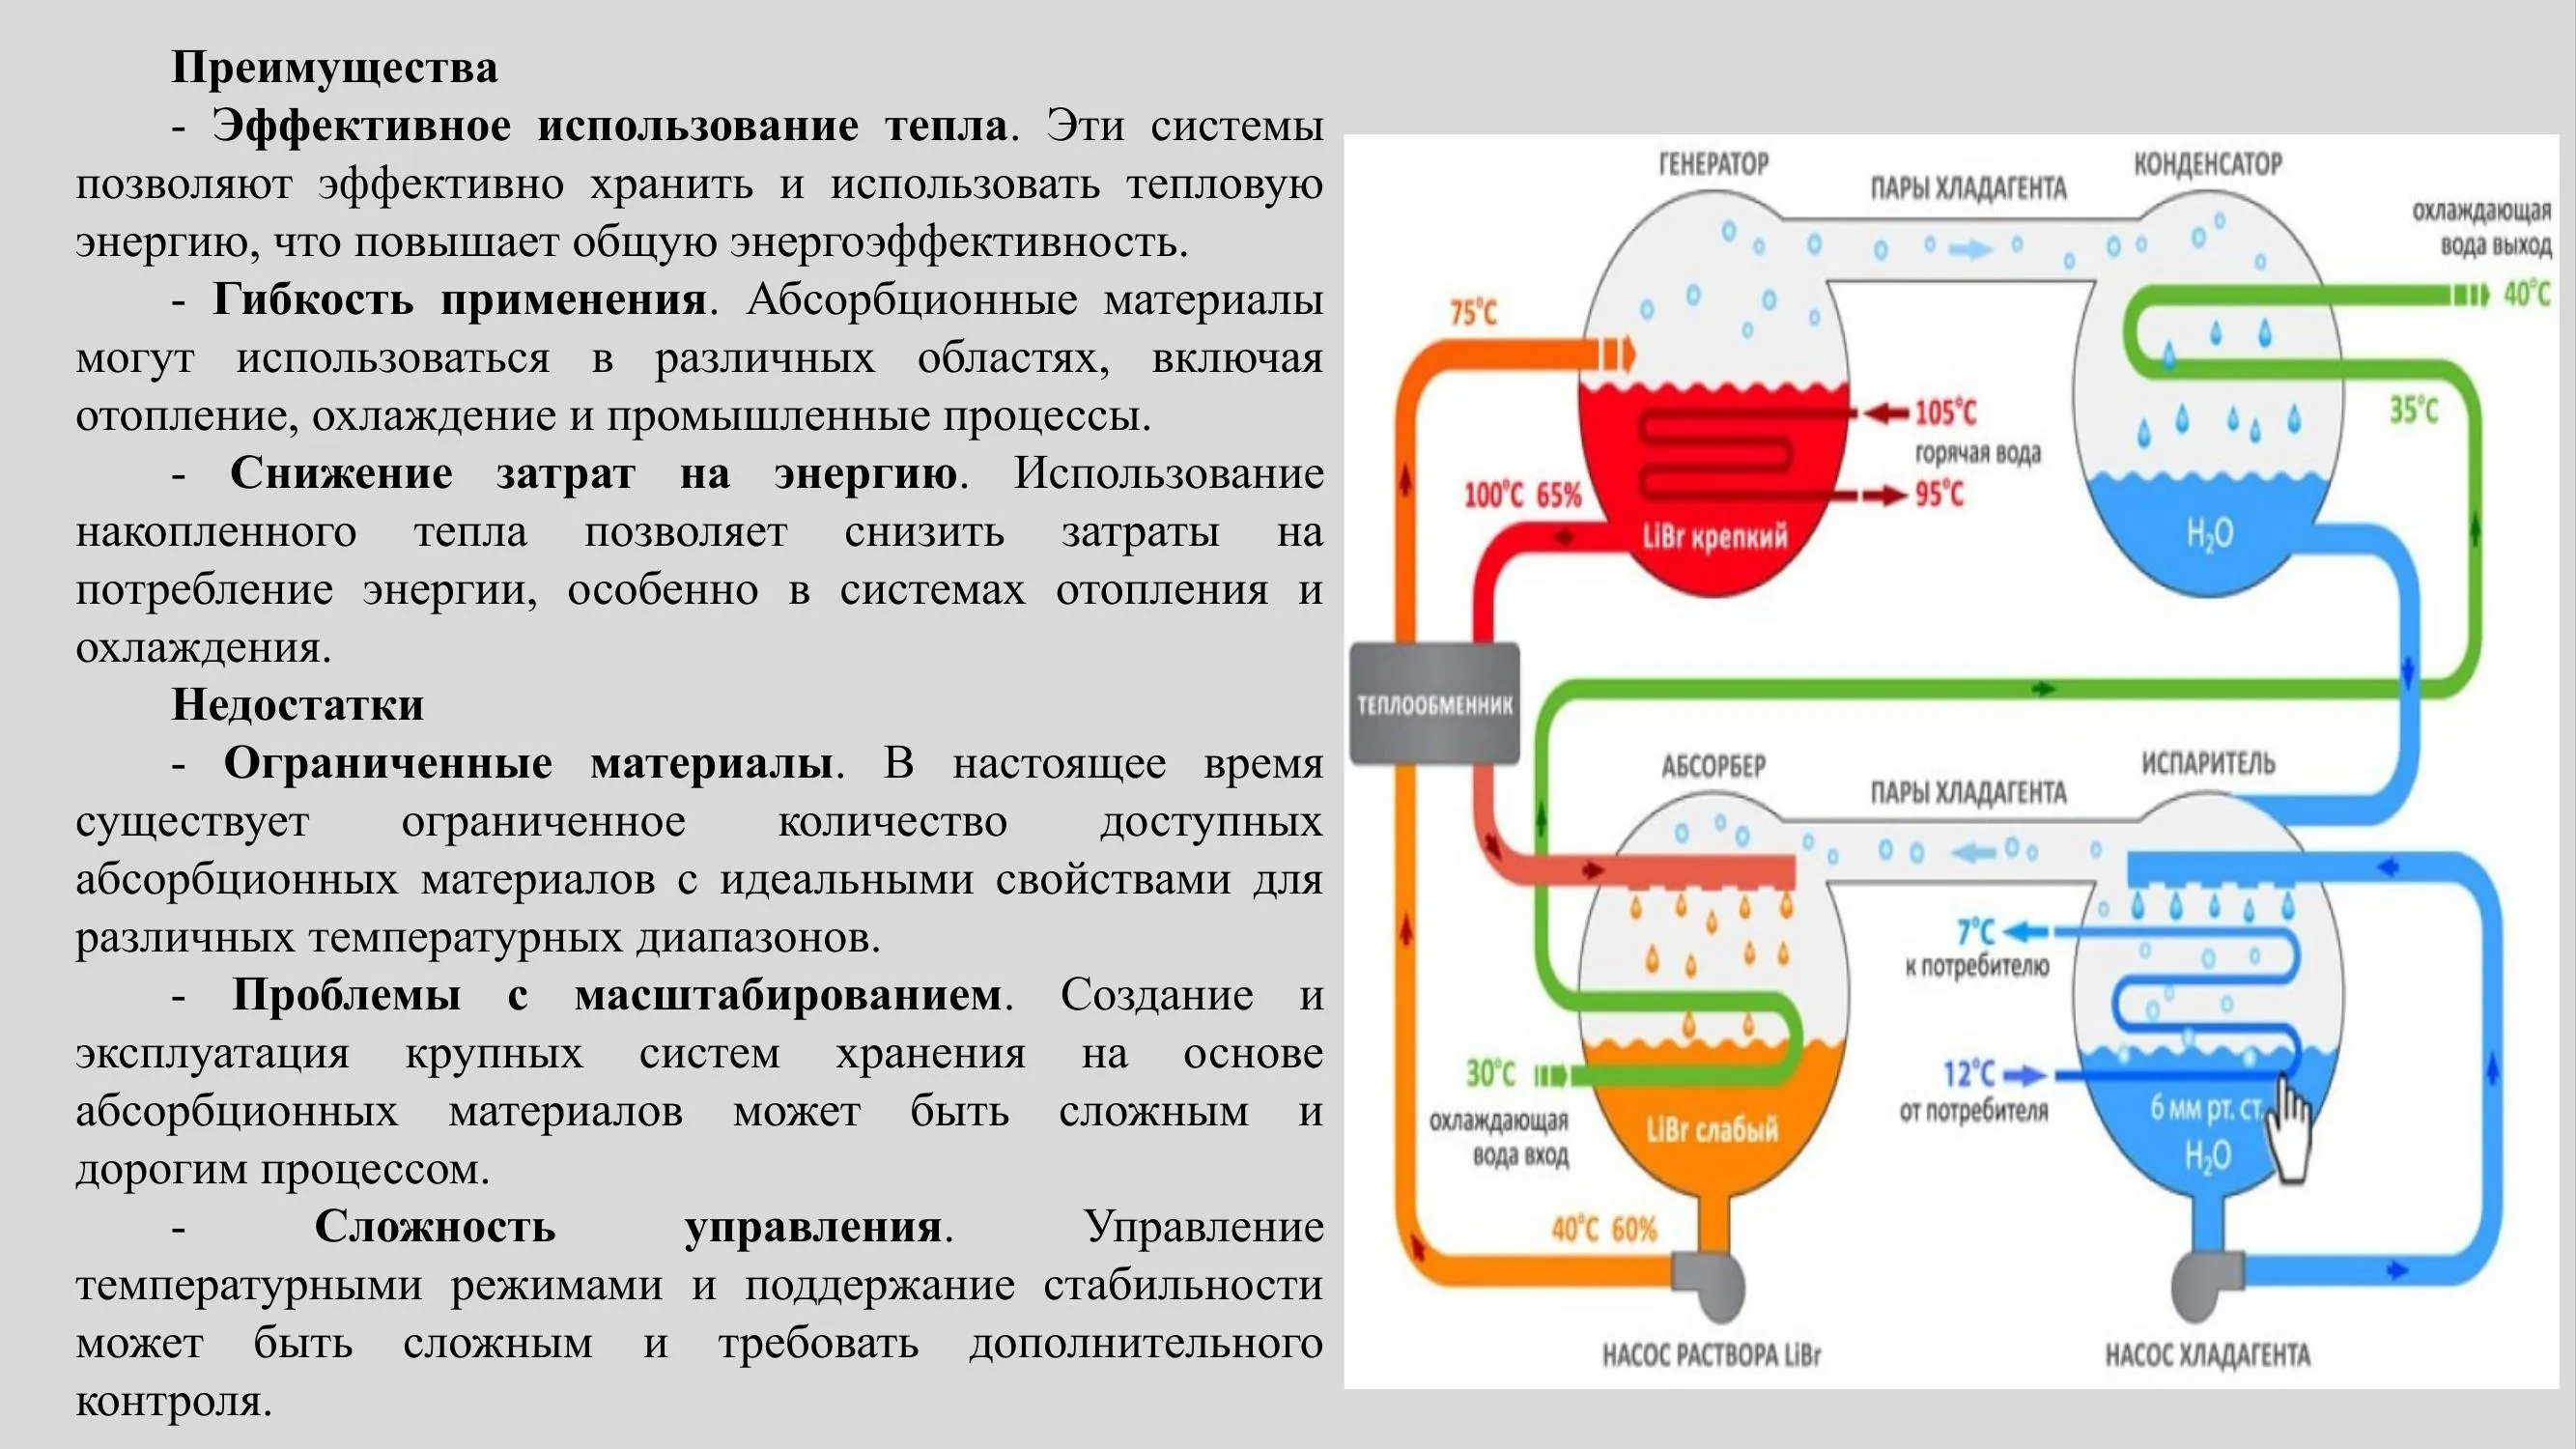 Преимущества
- Эффективное использование тепла. Эти системы
позволяют эффективно хранить и использовать тепловую
энергию, что повышает общую энергоэффективность.
- Гибкость применения. Абсорбционные материалы
могут использоваться в различных областях, включая
отопление, охлаждение и промышленные процессы.
- Снижение затрат на энергию. Использование
накопленного тепла позволяет снизить затраты на
потребление энергии, особенно в системах отопления и
охлаждения.
Недостатки
- Ограниченные материалы. В настоящее время
существует ограниченное количество доступных
абсорбционных материалов с идеальными свойствами для
различных температурных диапазонов.
- Проблемы с масштабированием. Создание и
эксплуатация крупных систем хранения на основе
абсорбционных материалов может быть сложным и
дорогим процессом.
- Сложность управления. Управление
температурными режимами и поддержание стабильности
может быть сложным и требовать дополнительного
контроля.
ГЕНЕРАТОР
ПАРЫ ХЛАДАГЕНТА
КОНДЕНСАТОР
охлаждающая
вода выход
40°C
75°C
35°C
105°C
горячая вода
95°C
100°C 65%
LiBr крепкий
H₂O
ТЕПЛООБМЕННИК
АБСОРБЕР
ПАРЫ ХЛАДАГЕНТА
ИСПАРИТЕЛЬ
7°C
к потребителю
12°C
от потребителя
30°C
охлаждающая
вода вход
LiBr слабый
6 мм рт. ст.
H₂O
40°C 60%
НАСОС РАСТВОРА LiBr
НАСОС ХЛАДАГЕНТА